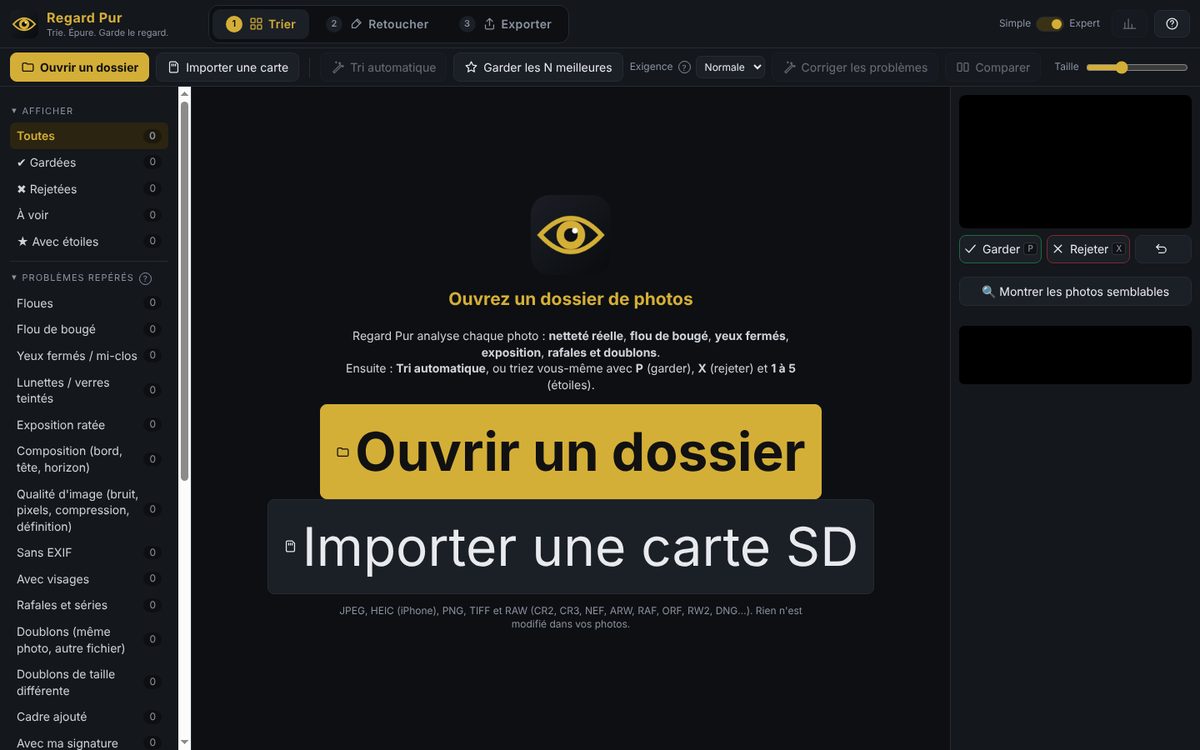 Regard Pur
Trie. Épure. Garde le regard.
1 Trier
2 Retoucher
3 Exporter
Simple Expert
Ouvrir un dossier
Importer une carte
Tri automatique
Garder les N meilleures
Exigence ?
Normale
Corriger les problèmes
Comparer
Taille
▾ AFFICHER
Toutes 0
✔ Gardées 0
✖ Rejetées 0
À voir 0
★ Avec étoiles 0
▾ PROBLÈMES REPÉRÉS ?
Floues 0
Flou de bougé 0
Yeux fermés / mi-clos 0
Lunettes / verres
teintés 0
Exposition ratée 0
Composition (bord,
tête, horizon) 0
Qualité d'image (bruit,
pixels, compression,
définition) 0
Sans EXIF 0
Avec visages 0
Rafales et séries 0
Doublons (même
photo, autre fichier) 0
Doublons de taille
différente 0
Cadre ajouté 0
Avec ma signature 0
Ouvrez un dossier de photos
Regard Pur analyse chaque photo : netteté réelle, flou de bougé, yeux fermés,
exposition, rafales et doublons.
Ensuite : Tri automatique, ou triez vous-même avec P (garder), X (rejeter) et 1 à 5
(étoiles).
Ouvrir un dossier
Importer une carte SD
JPEG, HEIC (iPhone), PNG, TIFF et RAW (CR2, CR3, NEF, ARW, RAF, ORF, RW2, DNG…). Rien n'est
modifié dans vos photos.
Garder P
Rejeter X
Montrer les photos semblables